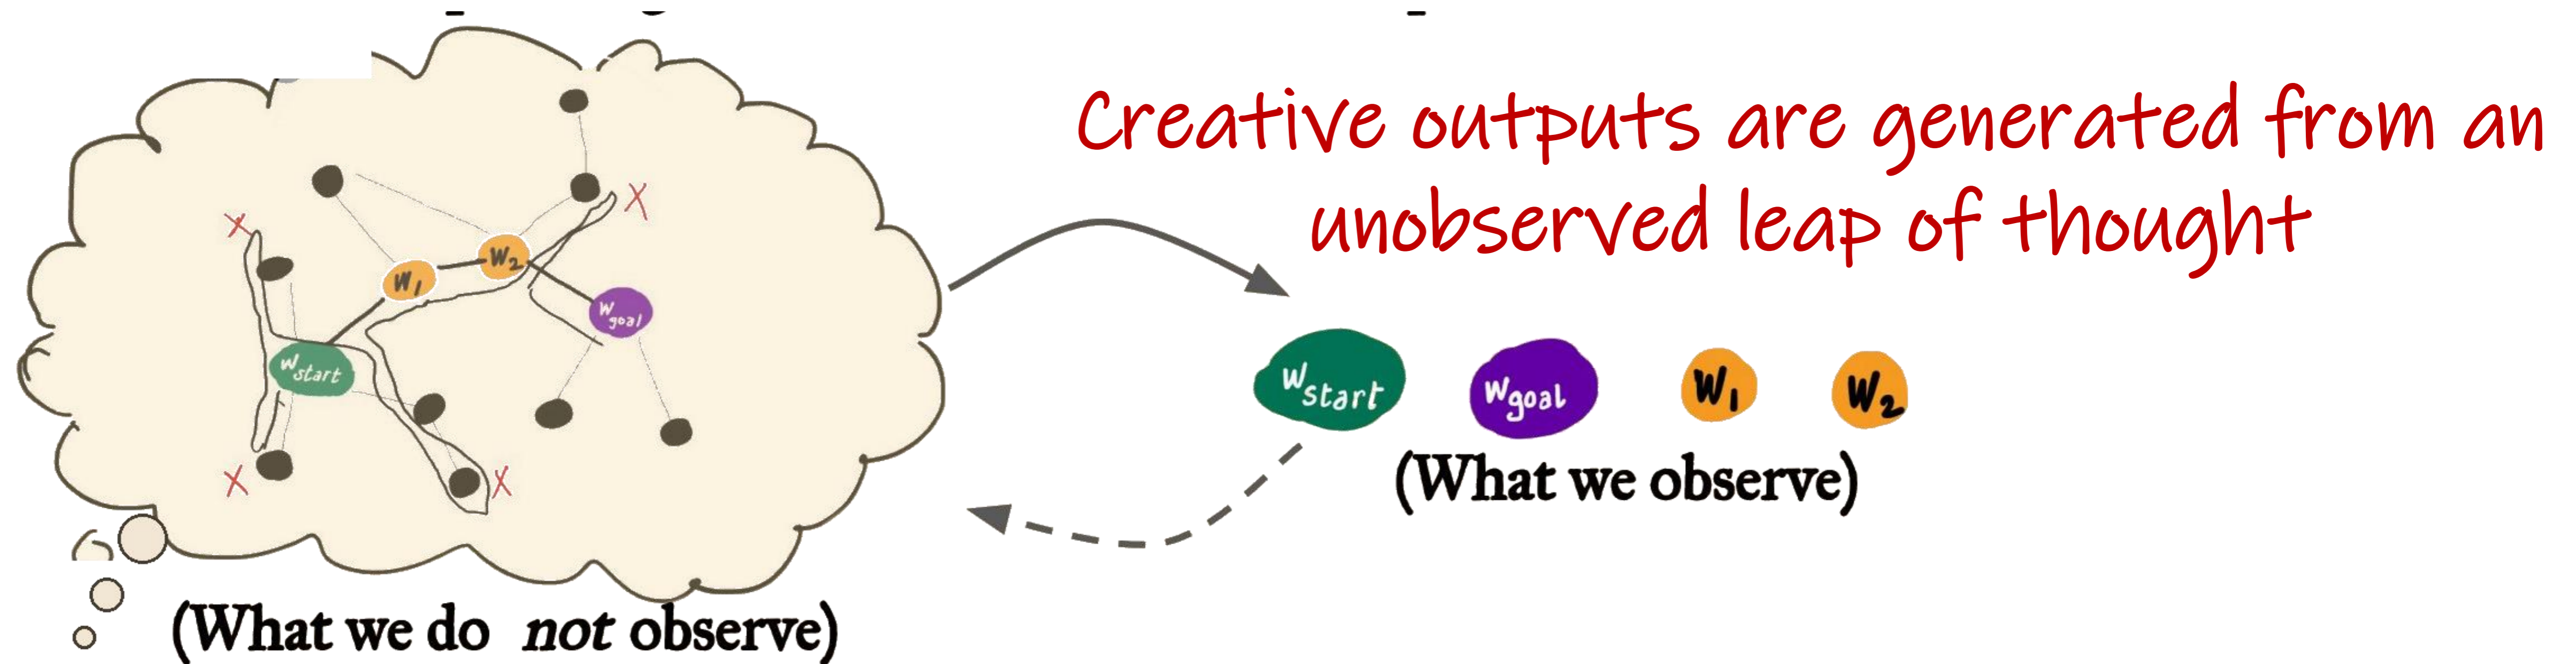 Creative outputs are generated from an
unobserved leap of thought
X
X
W2
W1
Wgoal
Wstart
X
X
Wstart Wgoal W1 W2
(What we observe)
(What we do not observe)